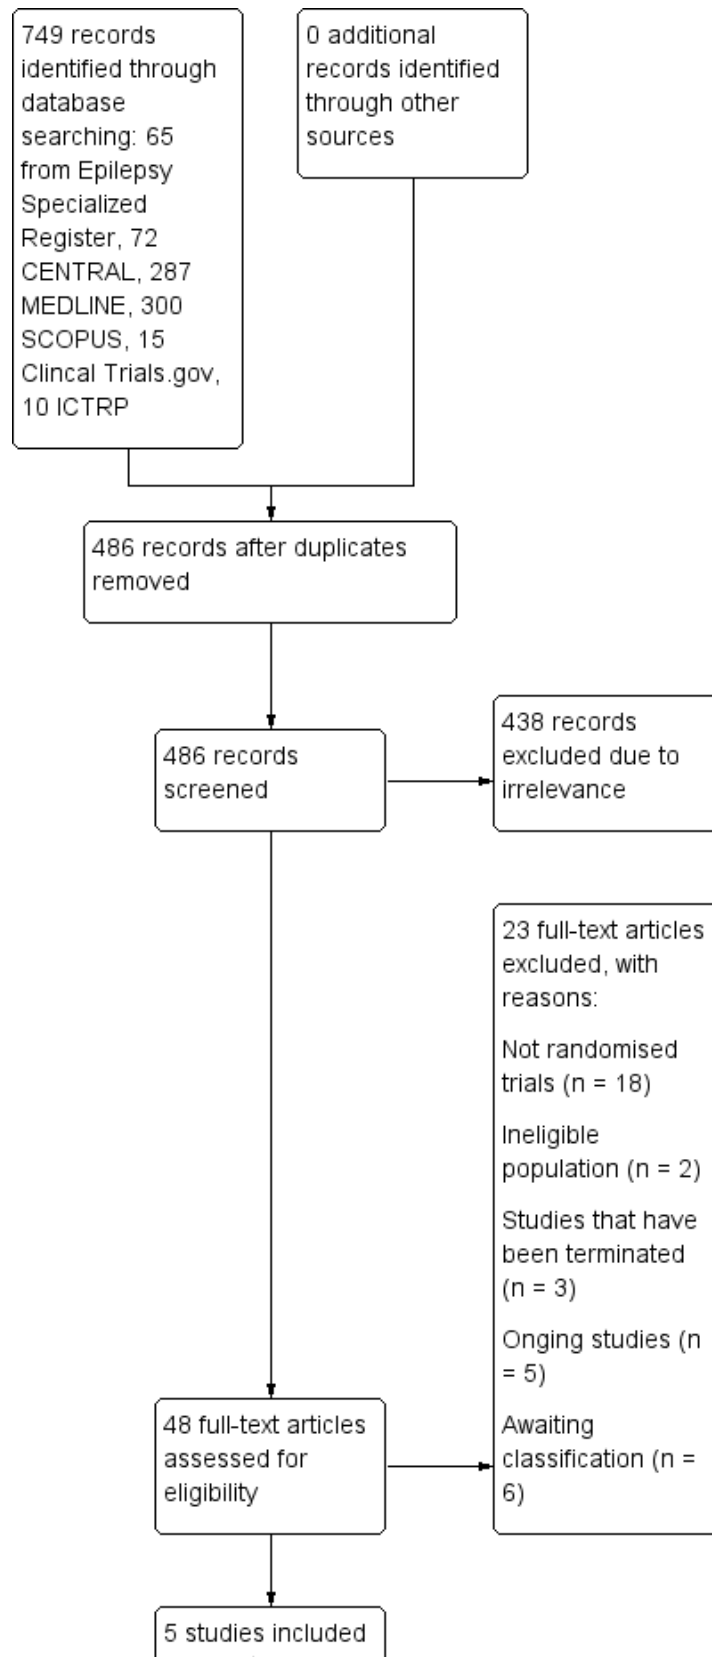 749 records
identified through
database
searching: 65
from Epilepsy
Specialized
Register, 72
CENTRAL, 287
MEDLINE, 300
SCOPUS, 15
Clincal Trials.gov,
10 ICTRP
0 additional
records identified
through other
sources
486 records after duplicates
removed
486 records
screened
438 records
excluded due to
irrelevance
23 full-text articles
excluded, with
reasons:
Not randomised
trials (n = 18)
Ineligible
population (n = 2)
Studies that have
been terminated
(n = 3)
Onging studies (n
= 5)
Awaiting
classification (n =
6)
48 full-text articles
assessed for
eligibility
5 studies included